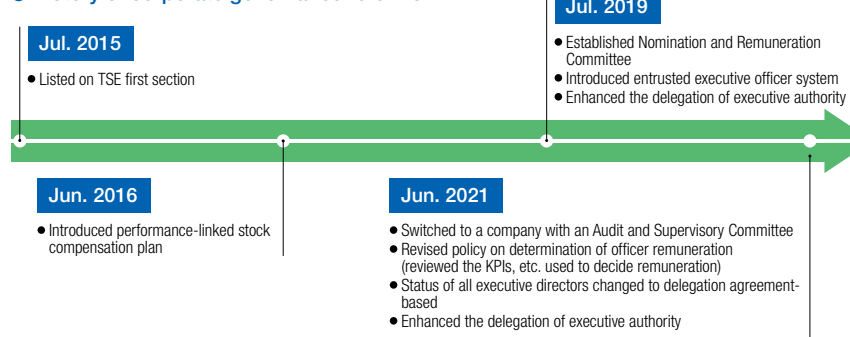 Jul. 2015
● Listed on TSE first section
Jul. 2019
● Established Nomination and Remuneration
Committee
● Introduced entrusted executive officer system
● Enhanced the delegation of executive authority
Jun. 2016
● Introduced performance-linked stock
compensation plan
Jun. 2021
● Switched to a company with an Audit and Supervisory Committee
● Revised policy on determination of officer remuneration
(reviewed the KPIs, etc. used to decide remuneration)
● Status of all executive directors changed to delegation agreement-
based
● Enhanced the delegation of executive authority